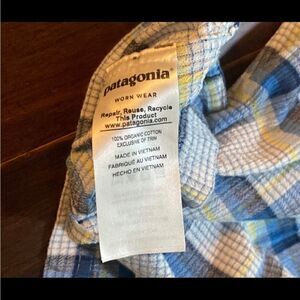 patagonia®
WORN WEAR
Repair, Reuse, Recycle
This Product
www.patagonia.com
100% ORGANIC COTTON
EXCLUSIVE OF TRIM
MADE IN VIETNAM
FABRIQUÉ AU VIETNAM
HECHO EN VIETNAM